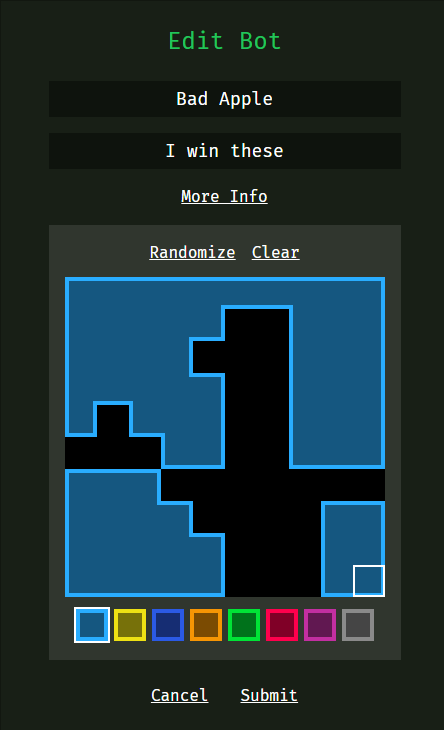 Edit Bot
Bad Apple
I win these
More Info
Randomize Clear
Cancel Submit